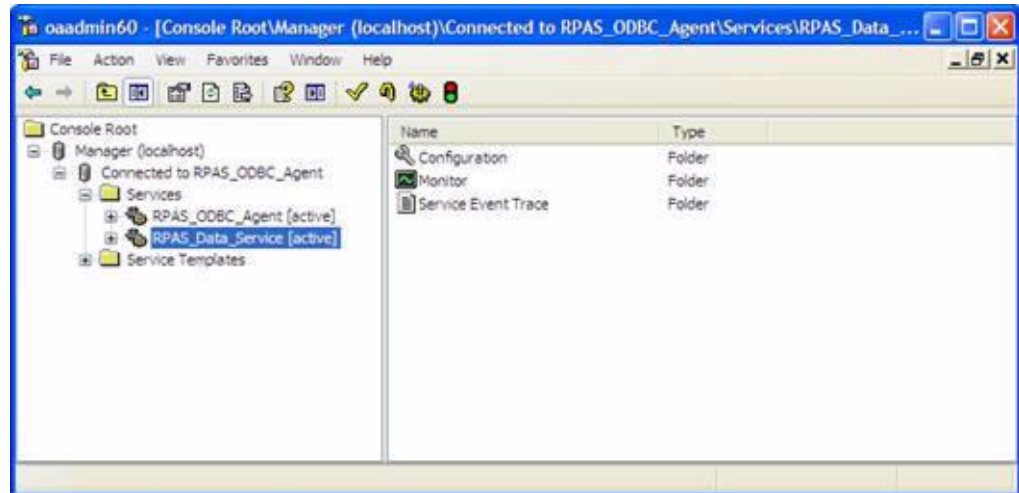 oaadmin60 - [Console Root\Manager (localhost)\Connected to RPAS_ODBC_Agent\Services\RPAS_Data_...
File Action View Favorites Window Help
Console Root
Manager (localhost)
Connected to RPAS_ODBC_Agent
Services
RPAS_ODBC_Agent [active]
RPAS_Data_Service [active]
Service Templates
Name Type
Configuration Folder
Monitor Folder
Service Event Trace Folder